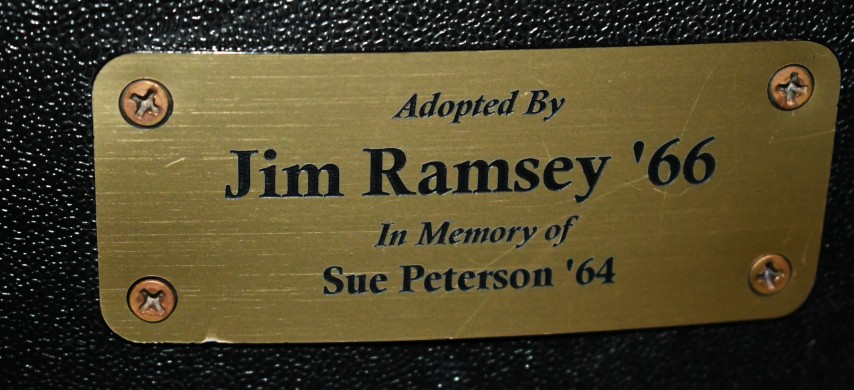 Adopted By
Jim Ramsey '66
In Memory of
Sue Peterson '64